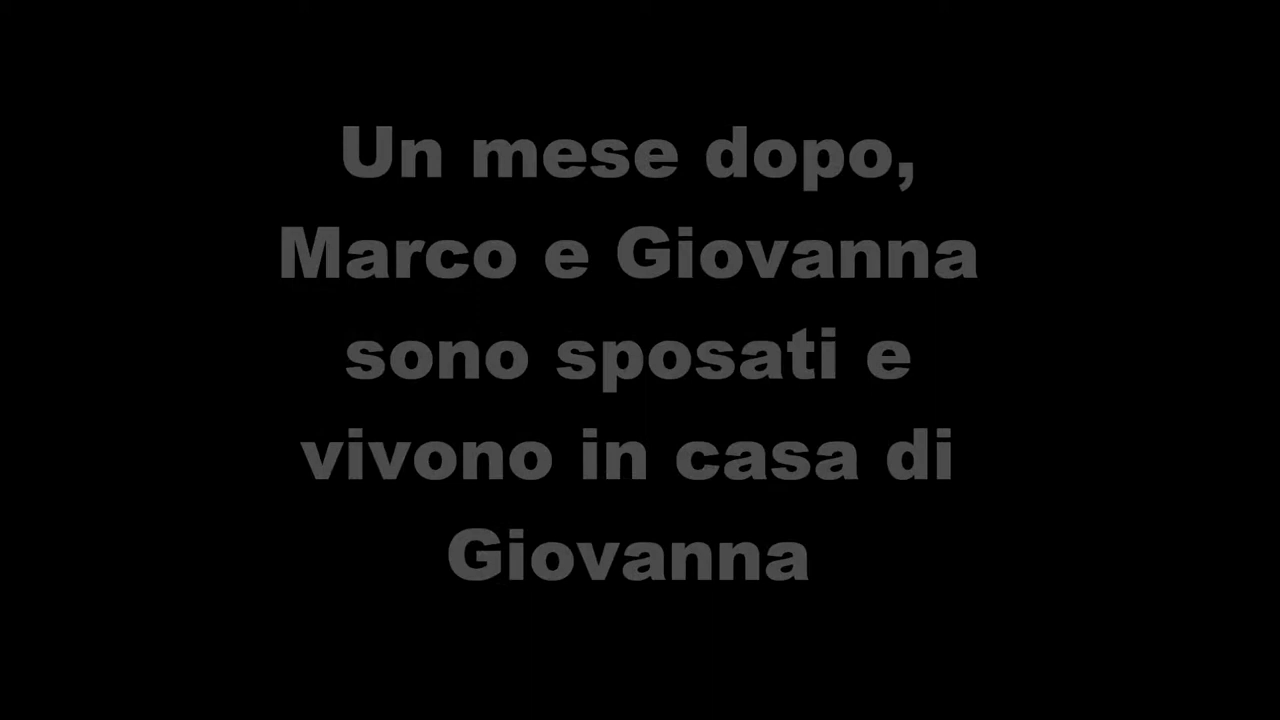 Un mese dopo,
Marco e Giovanna
sono sposati e
vivono in casa di
Giovanna